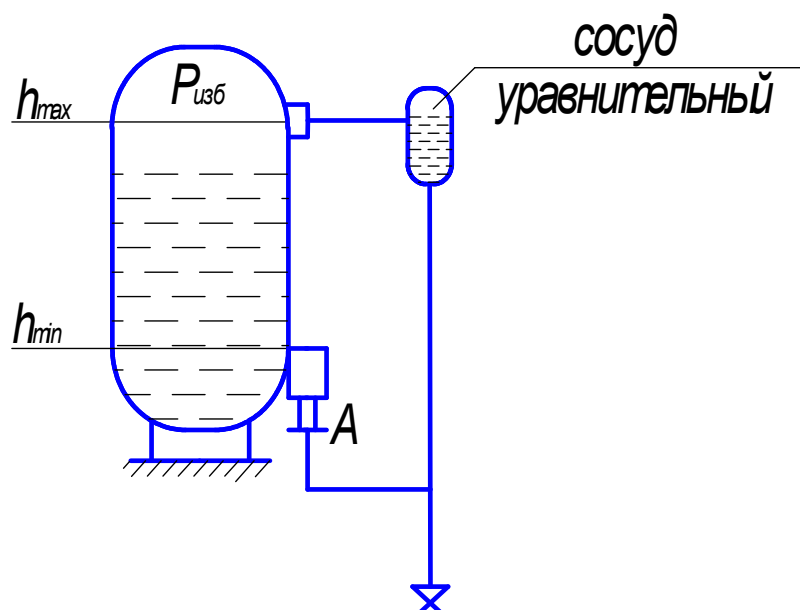 сосуд
уравнительный
Pизб
hmax
hmin
A